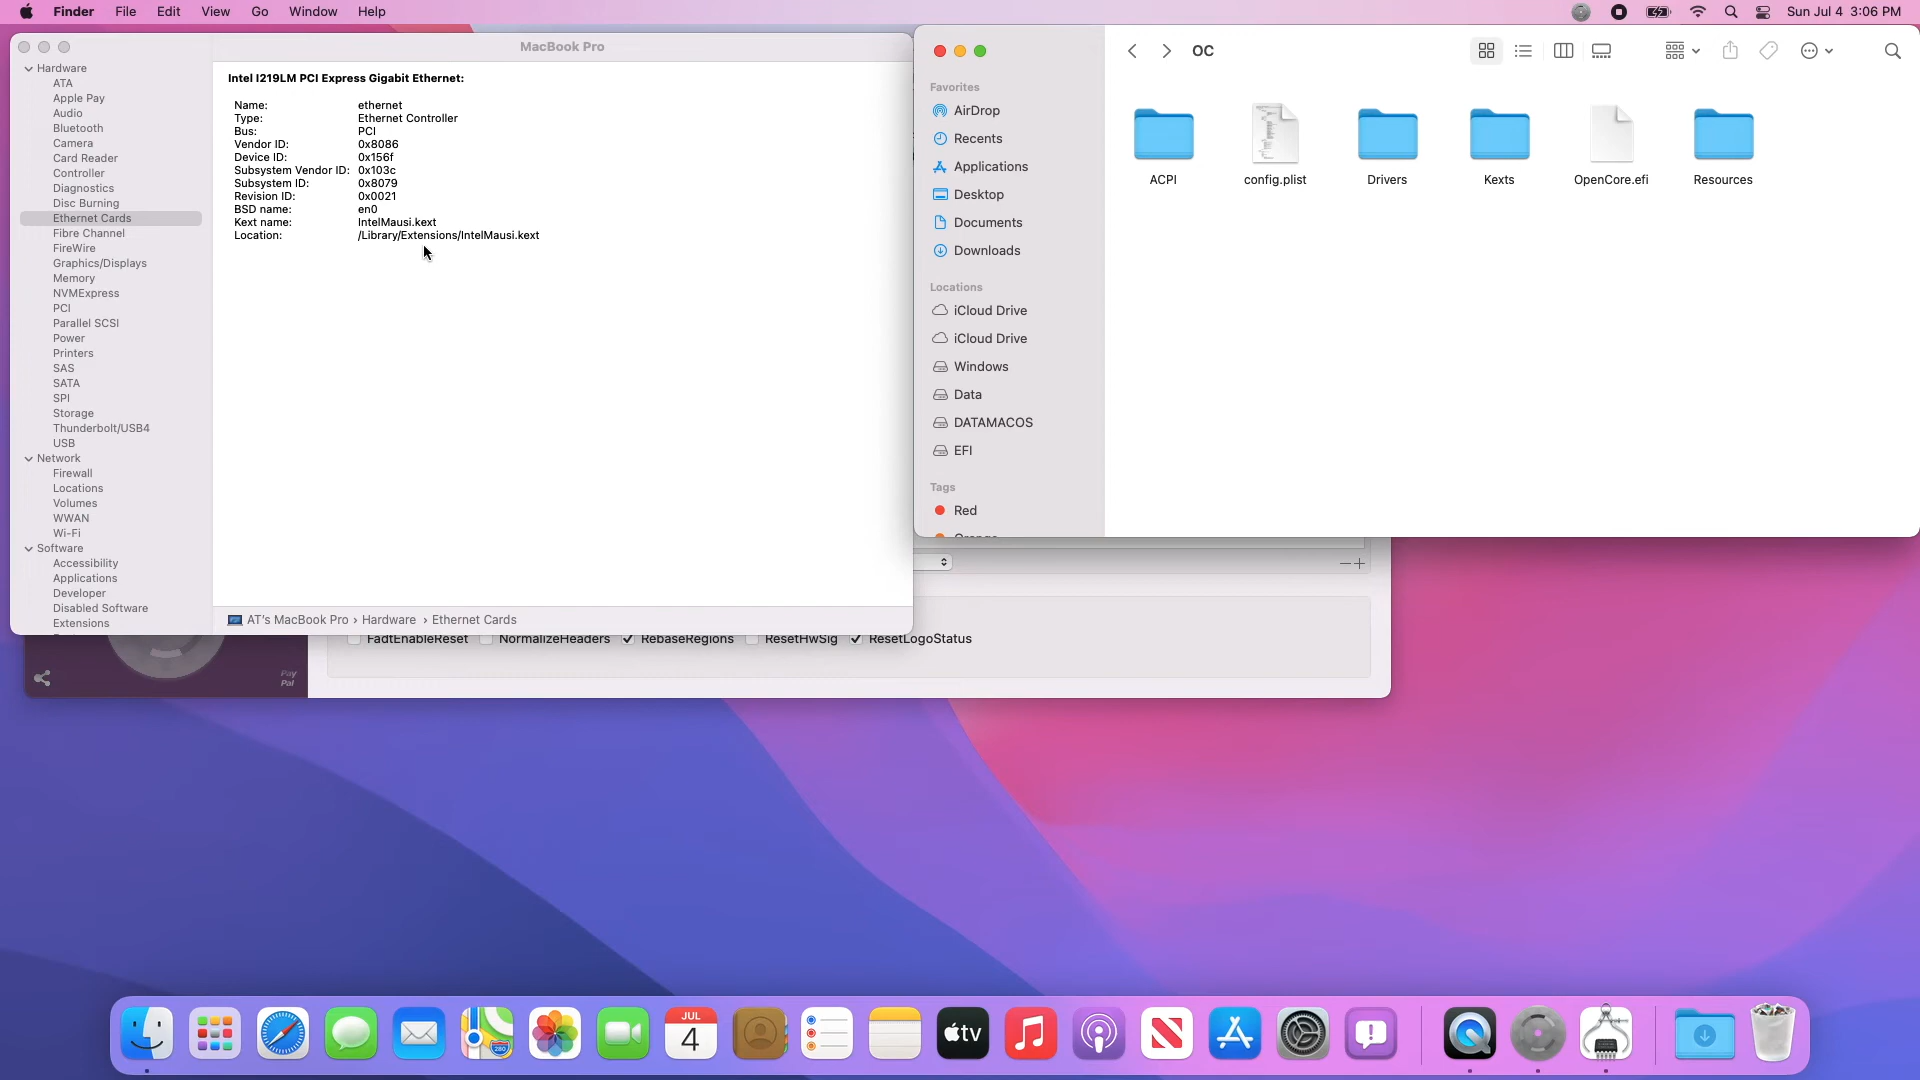 Finder File Edit View Go Window Help
Sun Jul 4 3:06 PM
MacBook Pro
Hardware
ATA
Apple Pay
Audio
Bluetooth
Camera
Card Reader
Controller
Diagnostics
Disc Burning
Ethernet Cards
Fibre Channel
FireWire
Graphics/Displays
Memory
NVMExpress
PCI
Parallel SCSI
Power
Printers
SAS
SATA
SPI
Storage
Thunderbolt/USB4
USB
Network
Firewall
Locations
Volumes
WWAN
Wi-Fi
Software
Accessibility
Applications
Developer
Disabled Software
Extensions
Intel I219LM PCI Express Gigabit Ethernet:
Name: ethernet
Type: Ethernet Controller
Bus: PCI
Vendor ID: 0x8086
Device ID: 0x156f
Subsystem Vendor ID: 0x103c
Subsystem ID: 0x8079
Revision ID: 0x0021
BSD name: en0
Kext name: IntelMausi.kext
Location: /Library/Extensions/IntelMausi.kext
AT's MacBook Pro › Hardware › Ethernet Cards
OC
Favorites
AirDrop
Recents
Applications
Desktop
Documents
Downloads
Locations
iCloud Drive
iCloud Drive
Windows
Data
DATAMACOS
EFI
Tags
Red
ACPI
config.plist
Drivers
Kexts
OpenCore.efi
Resources
FadtEnableReset NormalizeHeaders RebaseRegions ResetHwSig ResetLogoStatus
Pay
Pal
JUL
4
280
tv